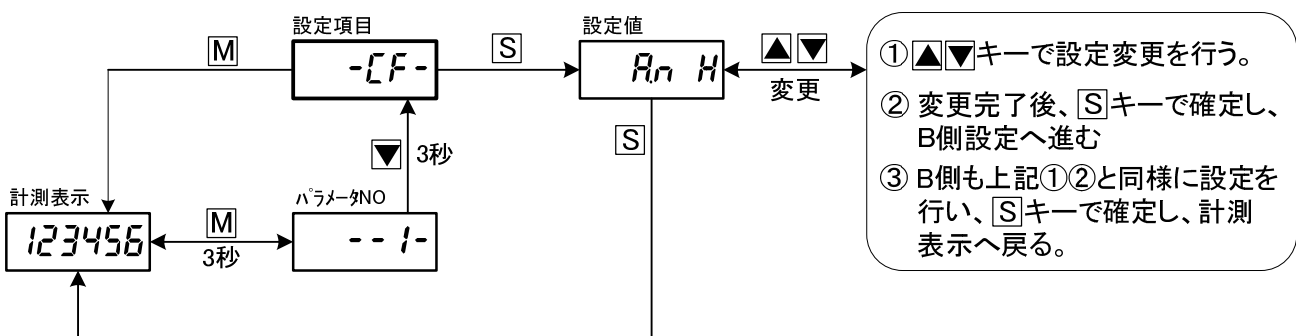 設定項目
-CF-
M
S
設定値
A.n H
▲▼
変更
S
▼ 3秒
計測表示
123456
M
3秒
パラメータNO
--1-
①▲▼キーで設定変更を行う。
② 変更完了後、Sキーで確定し、
B側設定へ進む
③ B側も上記①②と同様に設定を
行い、Sキーで確定し、計測
表示へ戻る。